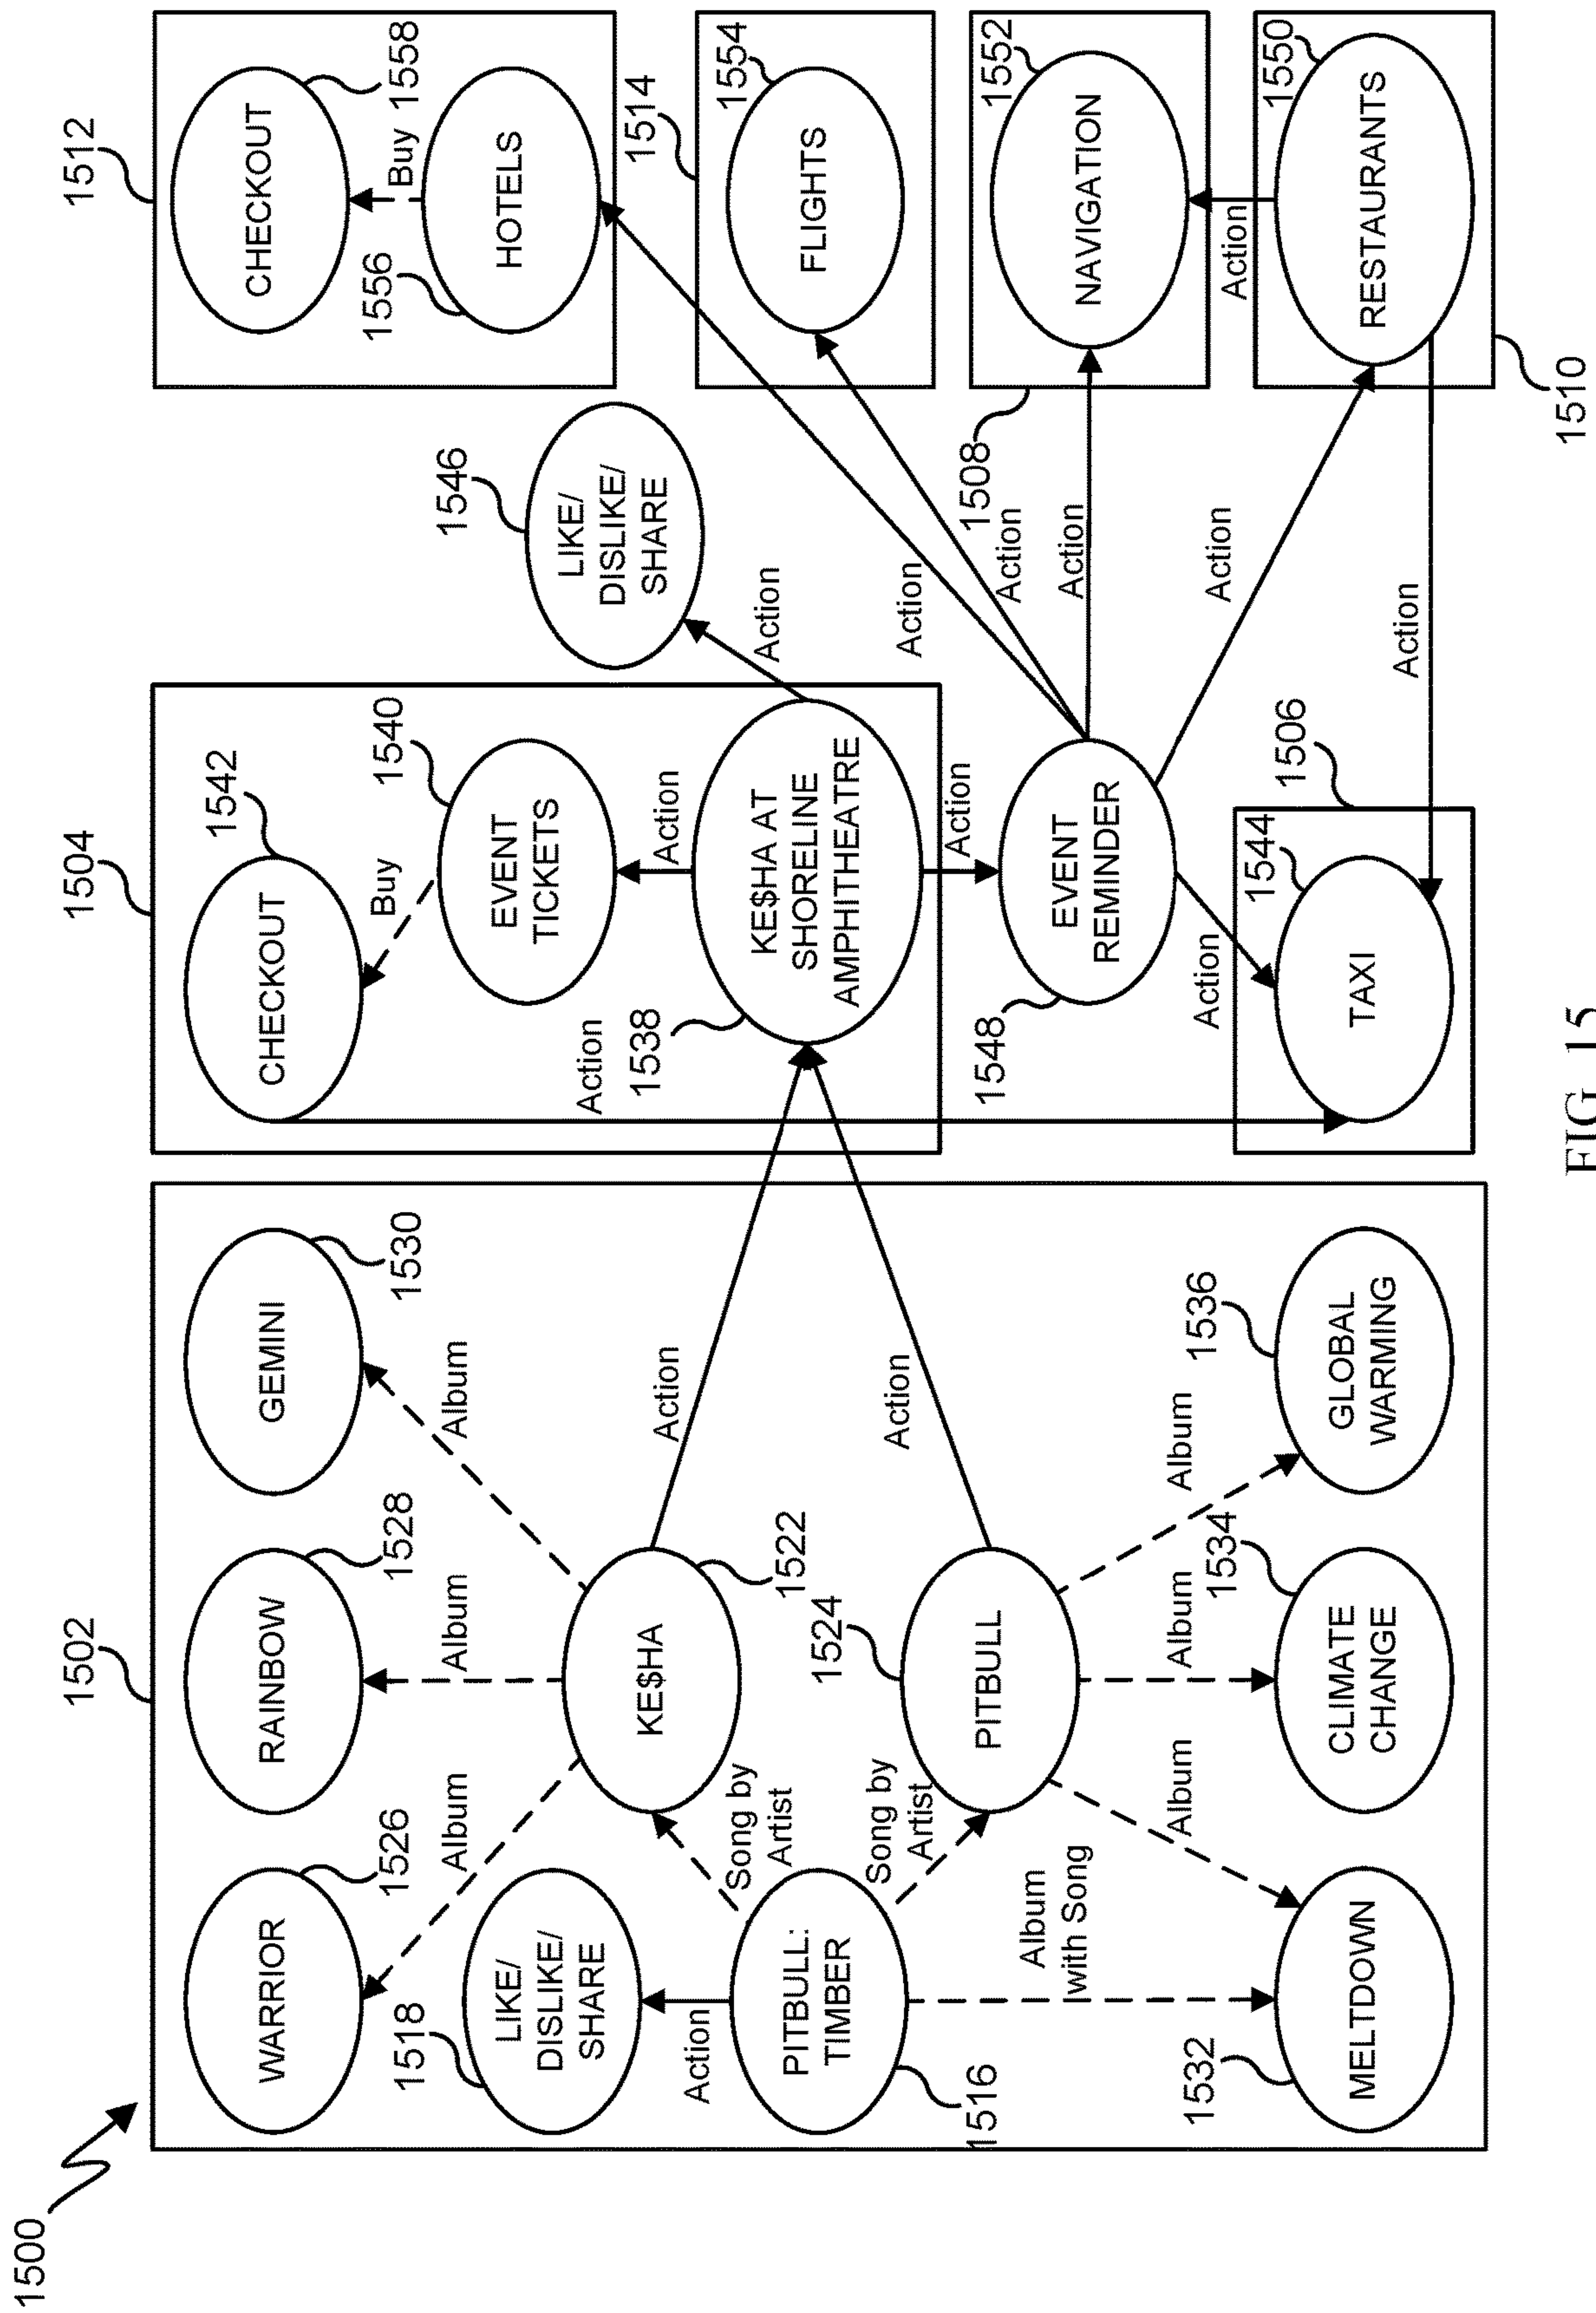 1500
1502
WARRIOR
1526
RAINBOW
1528
GEMINI
1530
Album
Album
Album
LIKE/
DISLIKE/
SHARE
1518
KE$HA
1522
Action
Song by
Artist
PITBULL:
TIMBER
1516
Song by
Artist
PITBULL
1524
Action
Action
Album
with Song
Album
Album
Album
MELTDOWN
1532
CLIMATE
CHANGE
1534
GLOBAL
WARMING
1536
1504
CHECKOUT
1542
Buy
EVENT
TICKETS
1540
Action
Action
KE$HA AT
SHORELINE
AMPHITHEATRE
1538
Action
LIKE/
DISLIKE/
SHARE
1546
Action
EVENT
REMINDER
1548
Action
Action
Action
Action
Action
TAXI
1544
1506
Action
1512
CHECKOUT
1558
Buy
HOTELS
1556
1514
FLIGHTS
1554
1508
NAVIGATION
1552
Action
RESTAURANTS
1550
1510
FIG. 15